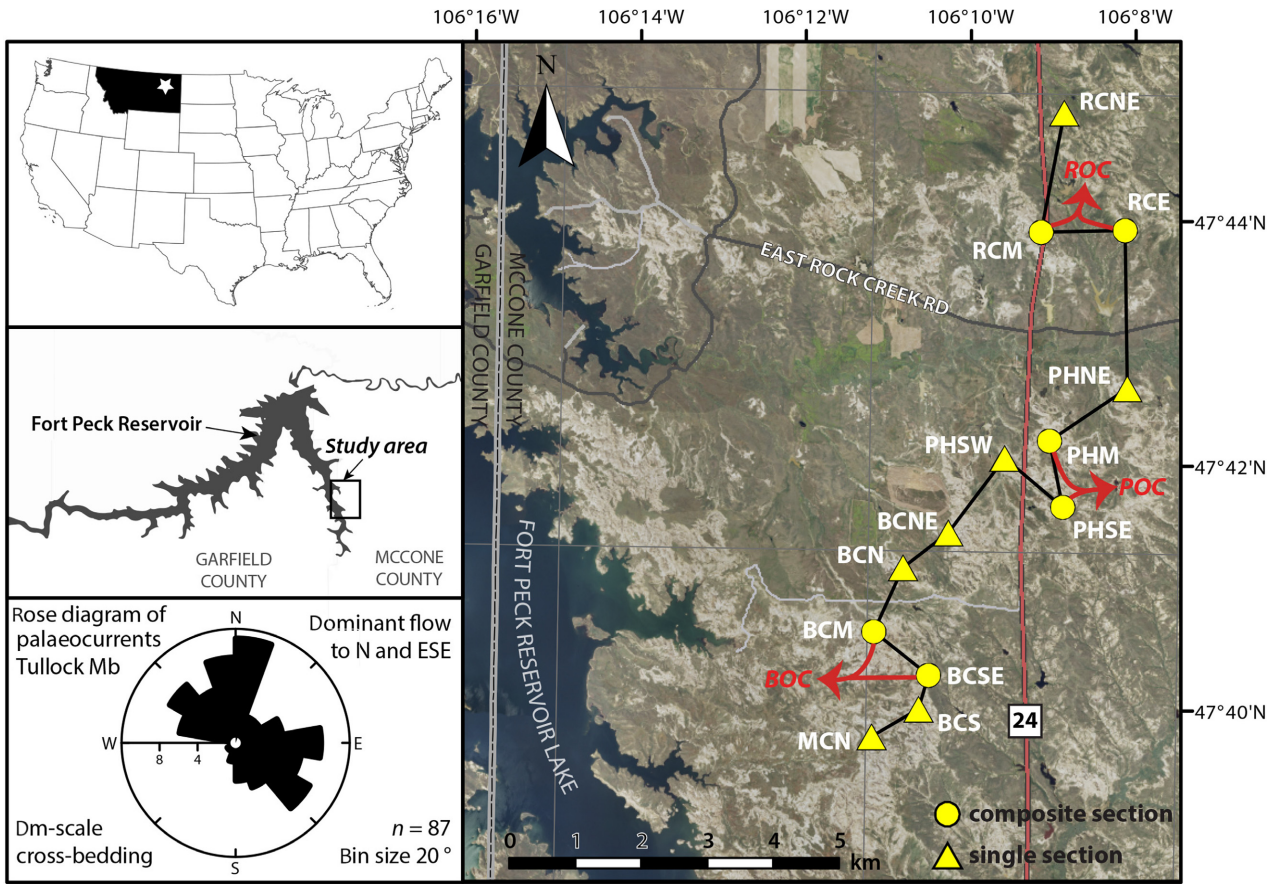 106°16'W
106°14'W
106°12'W
106°10'W
106°8'W
N
RCNE
ROC
RCE
RCM
47°44'N
EAST ROCK CREEK RD
GARFIELD COUNTY
MCCONE COUNTY
PHNE
PHSW
PHM
47°42'N
POC
PHSE
BCNE
BCN
BCM
BCSE
BOC
BCS
MCN
24
47°40'N
FORT PECK RESERVOIR LAKE
composite section
single section
0 1 2 3 4 5
km
Fort Peck Reservoir
Study area
GARFIELD
COUNTY
MCCONE
COUNTY
Rose diagram of
palaeocurrents
Tullock Mb
Dominant flow
to N and ESE
N
W
E
S
8 4
Dm-scale
cross-bedding
n = 87
Bin size 20 °